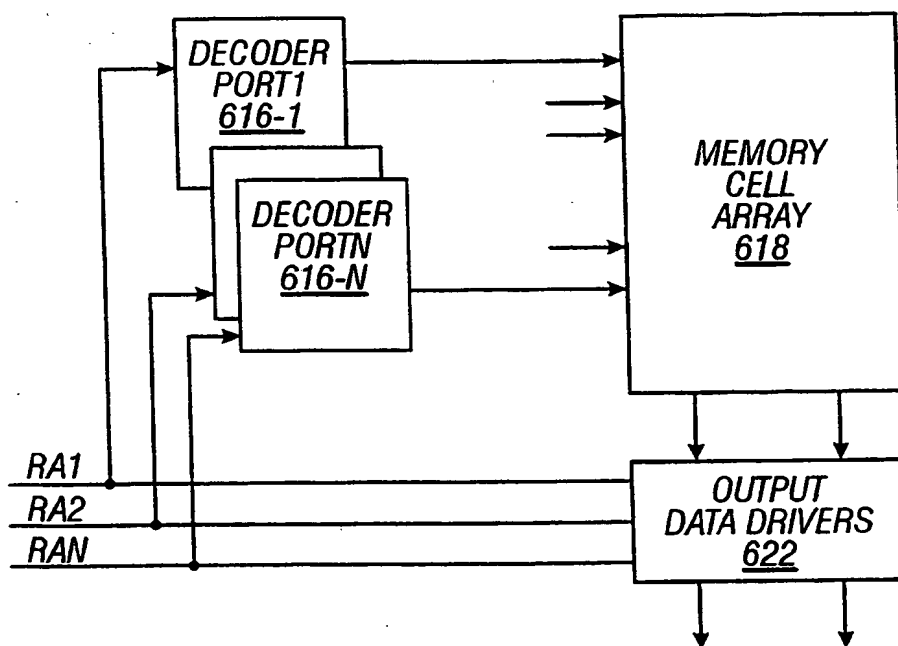 DECODER
PORT1
616-1
DECODER
PORTN
616-N
MEMORY
CELL
ARRAY
618
RA1
RA2
RAN
OUTPUT
DATA DRIVERS
622